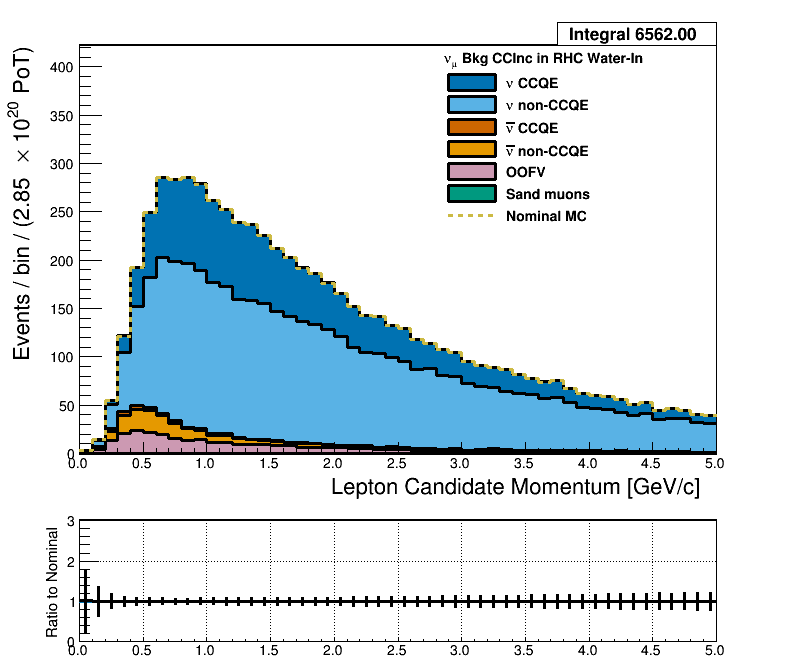 Integral 6562.00
ν_μ Bkg CCInc in RHC Water-In
ν CCQE
ν non-CCQE
ν̅ CCQE
ν̅ non-CCQE
OOFV
Sand muons
Nominal MC
Events / bin / (2.85 × 10^20 PoT)
400
350
300
250
200
150
100
50
0
0.0 0.5 1.0 1.5 2.0 2.5 3.0 3.5 4.0 4.5 5.0
Lepton Candidate Momentum [GeV/c]
Ratio to Nominal
3
2
1
0
0.0 0.5 1.0 1.5 2.0 2.5 3.0 3.5 4.0 4.5 5.0